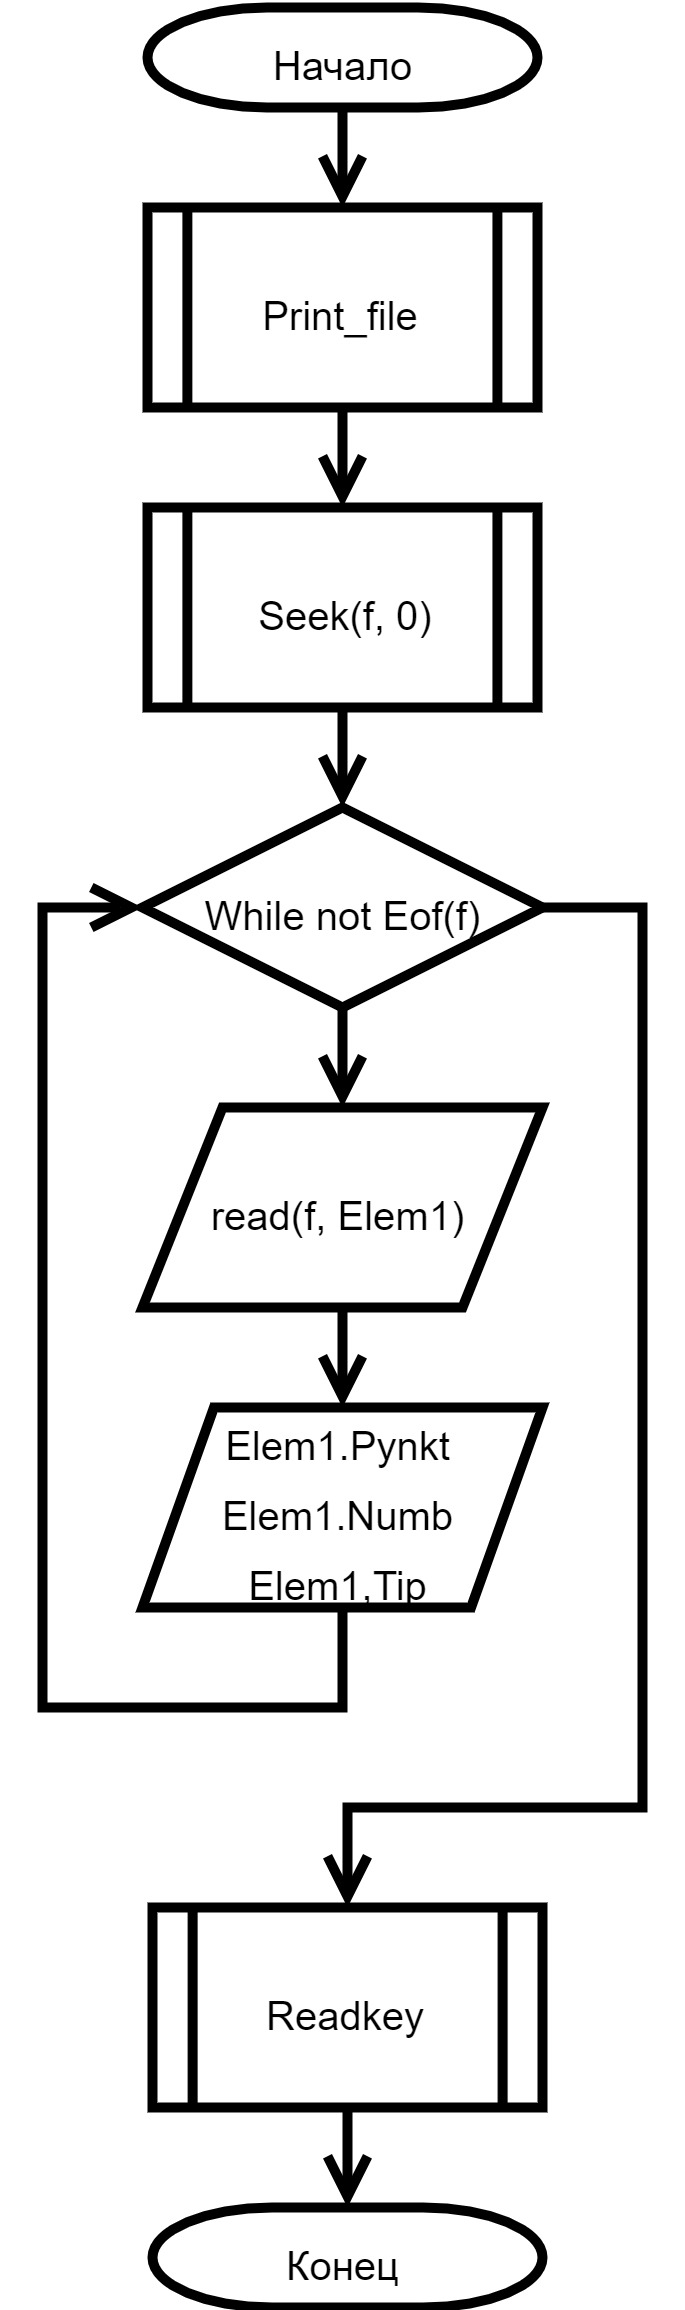 Начало
Print_file
Seek(f, 0)
While not Eof(f)
read(f, Elem1)
Elem1.Pynkt
Elem1.Numb
Elem1,Tip
Readkey
Конец